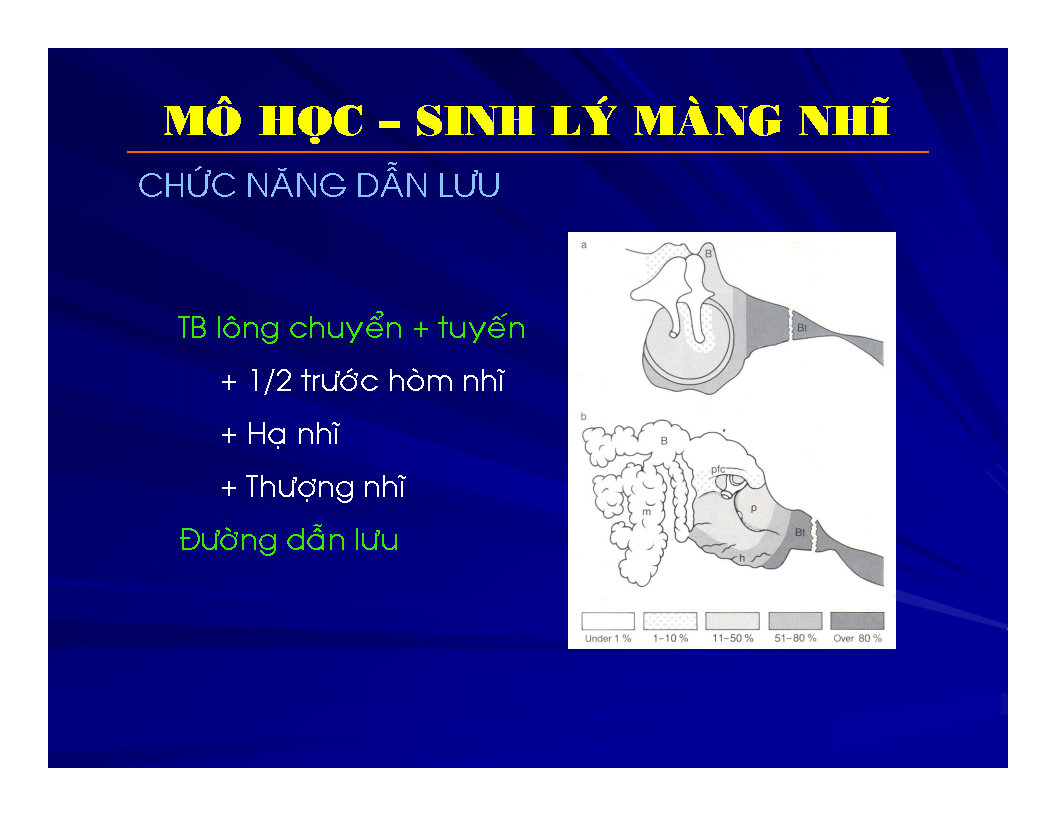 MÔ HỌC – SINH LÝ MÀNG NHĨ
CHỨC NĂNG DẪN LƯU
TB lông chuyển + tuyến
+ 1/2 trước hòm nhĩ
+ Hạ nhĩ
+ Thượng nhĩ
Đường dẫn lưu
a
B
Bt
b
B
pfc
m
p
Bt
h
Under 1 %
1–10 %
11–50 %
51–80 %
Over 80 %